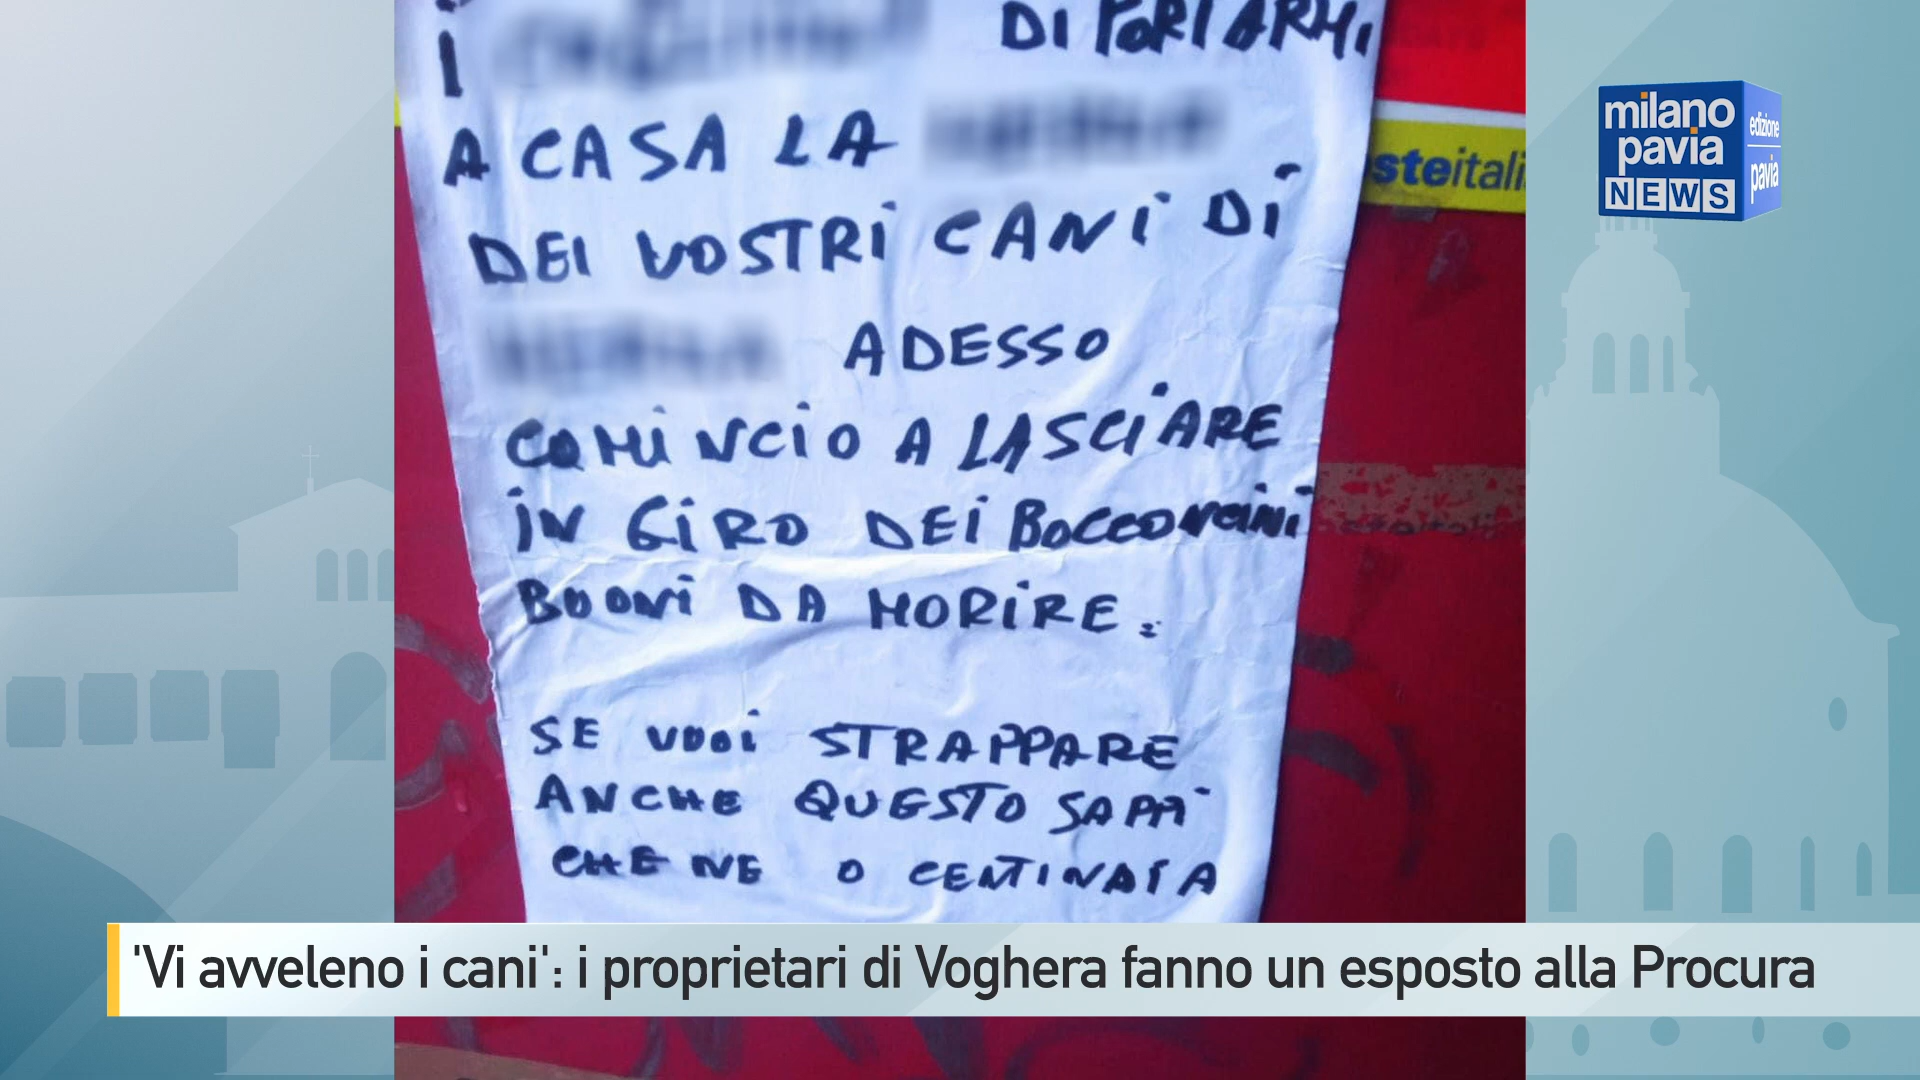 I DI PORTARMI
A CASA LA
DEI VOSTRI CANI DI
ADESSO
COMINCIO A LASCIARE
IN GIRO DEI BOCCONCINI
BUONI DA MORIRE.
SE VUOI STRAPPARE
ANCHE QUESTO SAPPI
CHE NE O CENTINAIA
steitali
milano
pavia
NEWS
edizione
pavia
'Vi avveleno i cani': i proprietari di Voghera fanno un esposto alla Procura